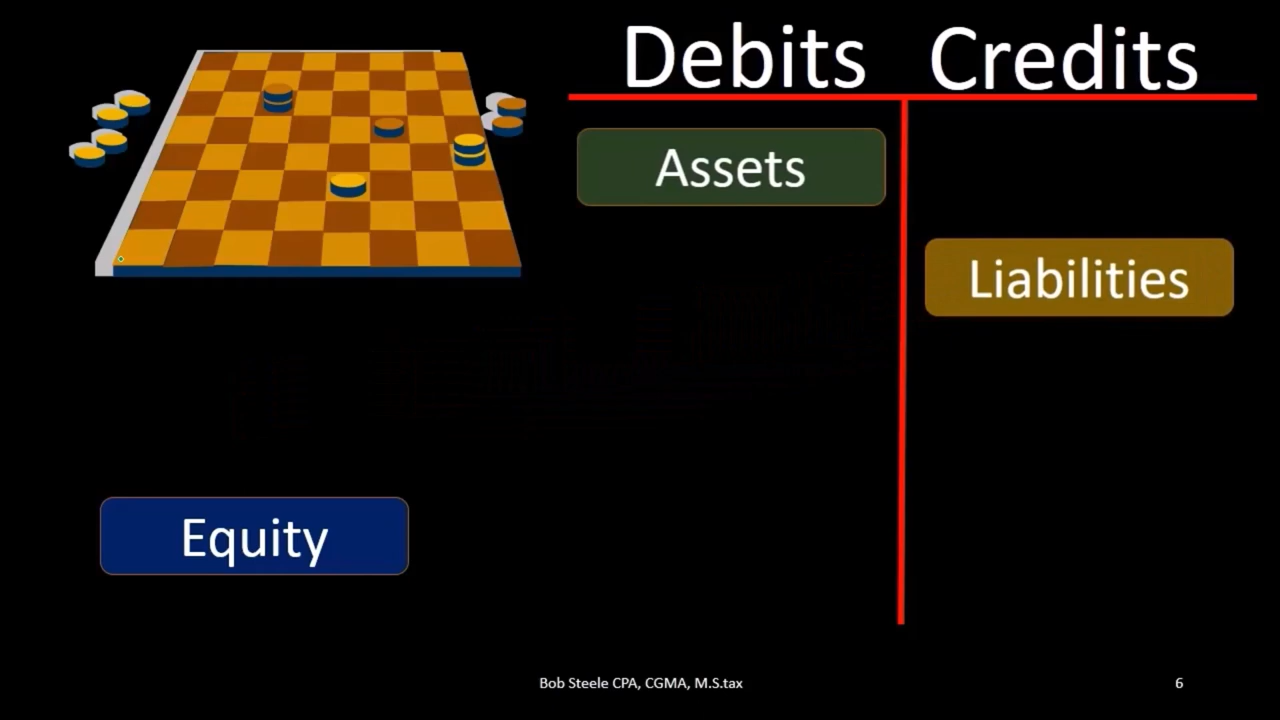 Debits Credits
Assets
Liabilities
Equity
Bob Steele CPA, CGMA, M.S.tax
6